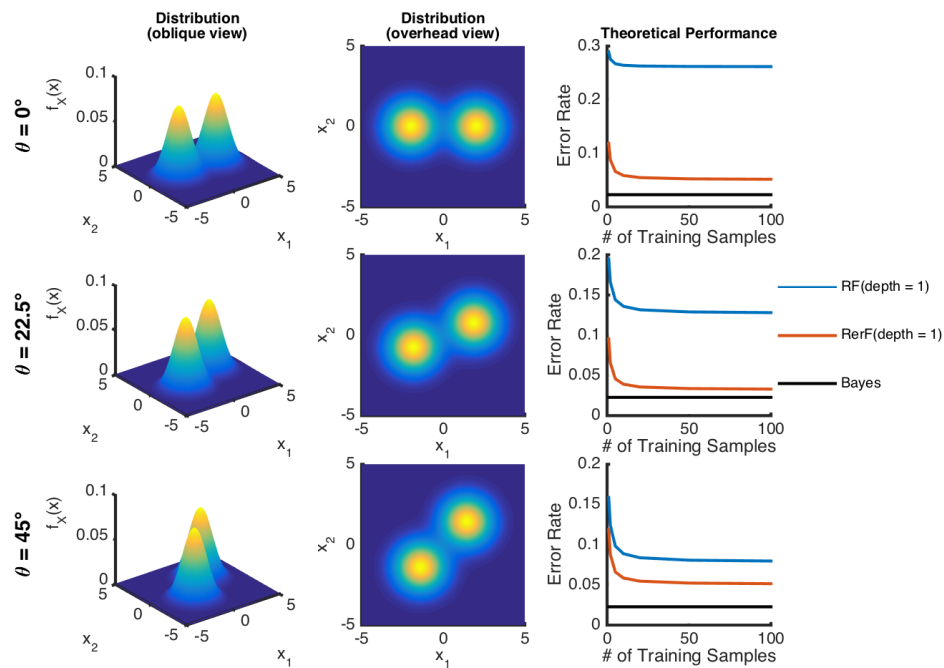 Distribution
(oblique view)
Distribution
(overhead view)
Theoretical Performance
θ = 0°
f_X(x)
0.1
0.05
0
5
0
-5
x_2
-5
0
5
x_1
x_2
5
0
-5
-5
0
5
x_1
Error Rate
0.3
0.2
0.1
0
0
50
100
# of Training Samples
θ = 22.5°
f_X(x)
0.1
0.05
0
5
0
-5
x_2
-5
0
5
x_1
x_2
5
0
-5
-5
0
5
x_1
Error Rate
0.2
0.15
0.1
0.05
0
0
50
100
# of Training Samples
RF(depth = 1)
RerF(depth = 1)
Bayes
θ = 45°
f_X(x)
0.1
0.05
0
5
0
-5
x_2
-5
0
5
x_1
x_2
5
0
-5
-5
0
5
x_1
Error Rate
0.2
0.15
0.1
0.05
0
0
50
100
# of Training Samples